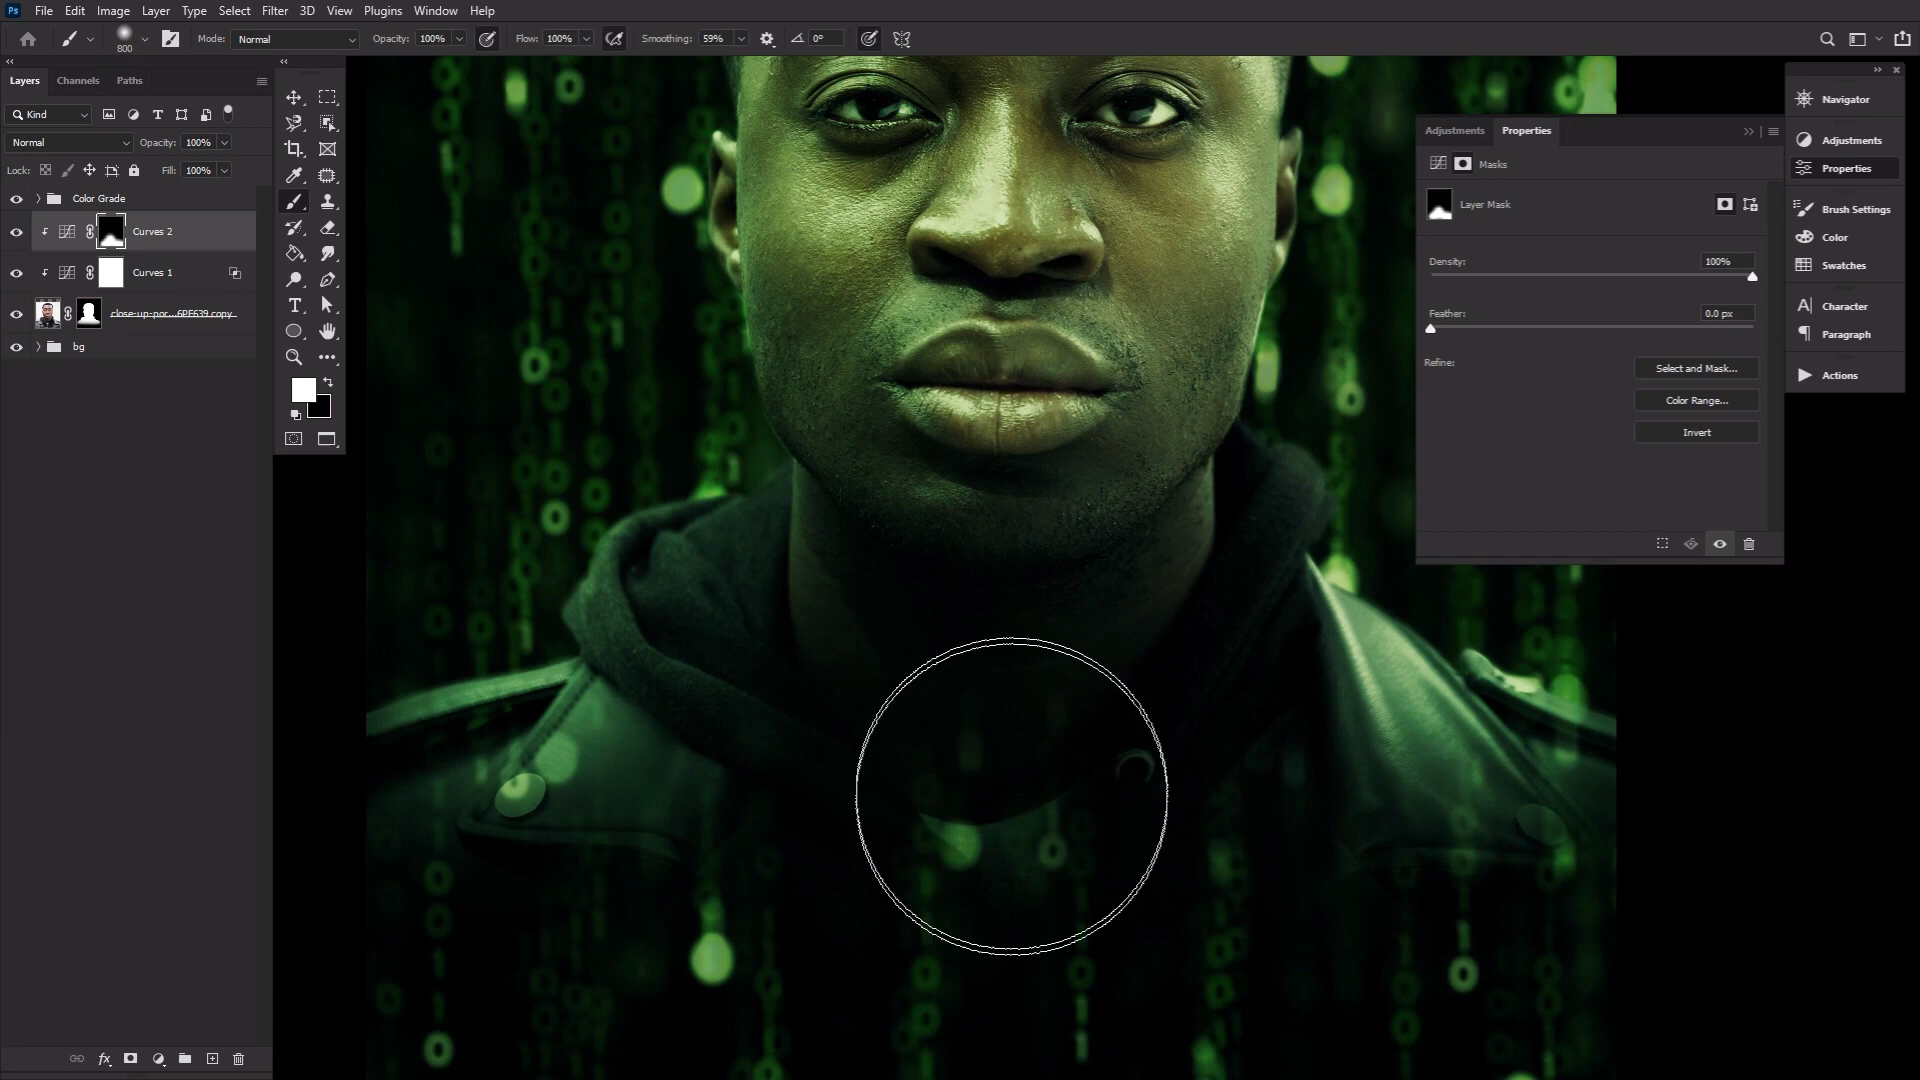 Ps File Edit Image Layer Type Select Filter 3D View Plugins Window Help
800 Mode: Normal Opacity: 100% Flow: 100% Smoothing: 59% 0°
Layers Channels Paths
Kind
Normal Opacity: 100%
Lock: Fill: 100%
Color Grade
Curves 2
Curves 1
close-up-por...6PF639 copy
bg
fx
Adjustments Properties
Masks
Layer Mask
Density: 100%
Feather: 0.0 px
Refine: Select and Mask...
Color Range...
Invert
Navigator
Adjustments
Properties
Brush Settings
Color
Swatches
Character
Paragraph
Actions